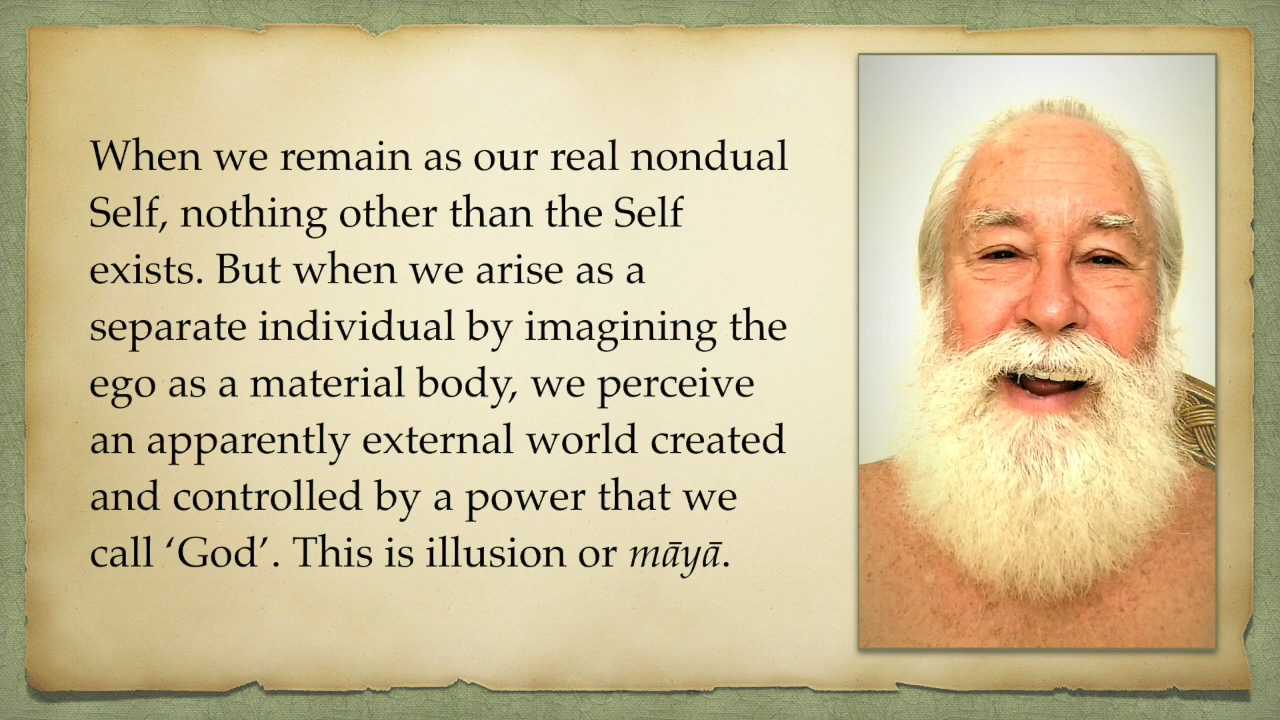 When we remain as our real nondual
Self, nothing other than the Self
exists. But when we arise as a
separate individual by imagining the
ego as a material body, we perceive
an apparently external world created
and controlled by a power that we
call ‘God’. This is illusion or māyā.